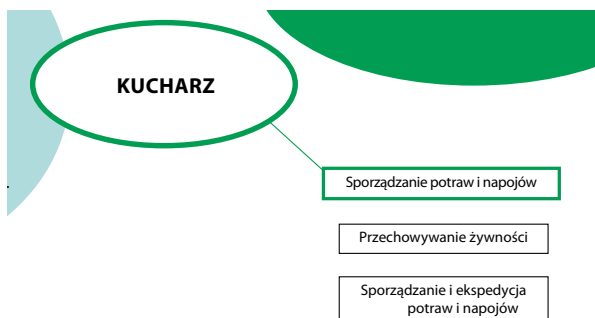 KUCHARZ
Sporządzanie potraw i napojów
Przechowywanie żywności
Sporządzanie i ekspedycja
potraw i napojów